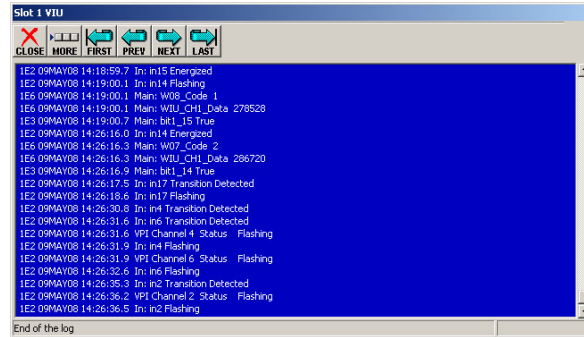 Slot 1 VIU
CLOSE MORE FIRST PREV NEXT LAST
1E2 09MAY08 14:18:59.7 In: in15 Energized
1E2 09MAY08 14:19:00.1 In: in14 Flashing
1E6 09MAY08 14:19:00.1 Main: W08_Code 1
1E6 09MAY08 14:19:00.1 Main: WIU_CH1_Data 278528
1E3 09MAY08 14:19:00.7 Main: bit1_15 True
1E2 09MAY08 14:26:16.0 In: in14 Energized
1E6 09MAY08 14:26:16.3 Main: W07_Code 2
1E6 09MAY08 14:26:16.3 Main: WIU_CH1_Data 286720
1E3 09MAY08 14:26:16.9 Main: bit1_14 True
1E2 09MAY08 14:26:17.5 In: in17 Transition Detected
1E2 09MAY08 14:26:18.6 In: in17 Flashing
1E2 09MAY08 14:26:30.8 In: in4 Transition Detected
1E2 09MAY08 14:26:31.6 In: in6 Transition Detected
1E2 09MAY08 14:26:31.6 VPI Channel 4 Status Flashing
1E2 09MAY08 14:26:31.9 In: in4 Flashing
1E2 09MAY08 14:26:31.9 VPI Channel 6 Status Flashing
1E2 09MAY08 14:26:32.6 In: in6 Flashing
1E2 09MAY08 14:26:35.3 In: in2 Transition Detected
1E2 09MAY08 14:26:36.2 VPI Channel 2 Status Flashing
1E2 09MAY08 14:26:36.5 In: in2 Flashing
End of the log